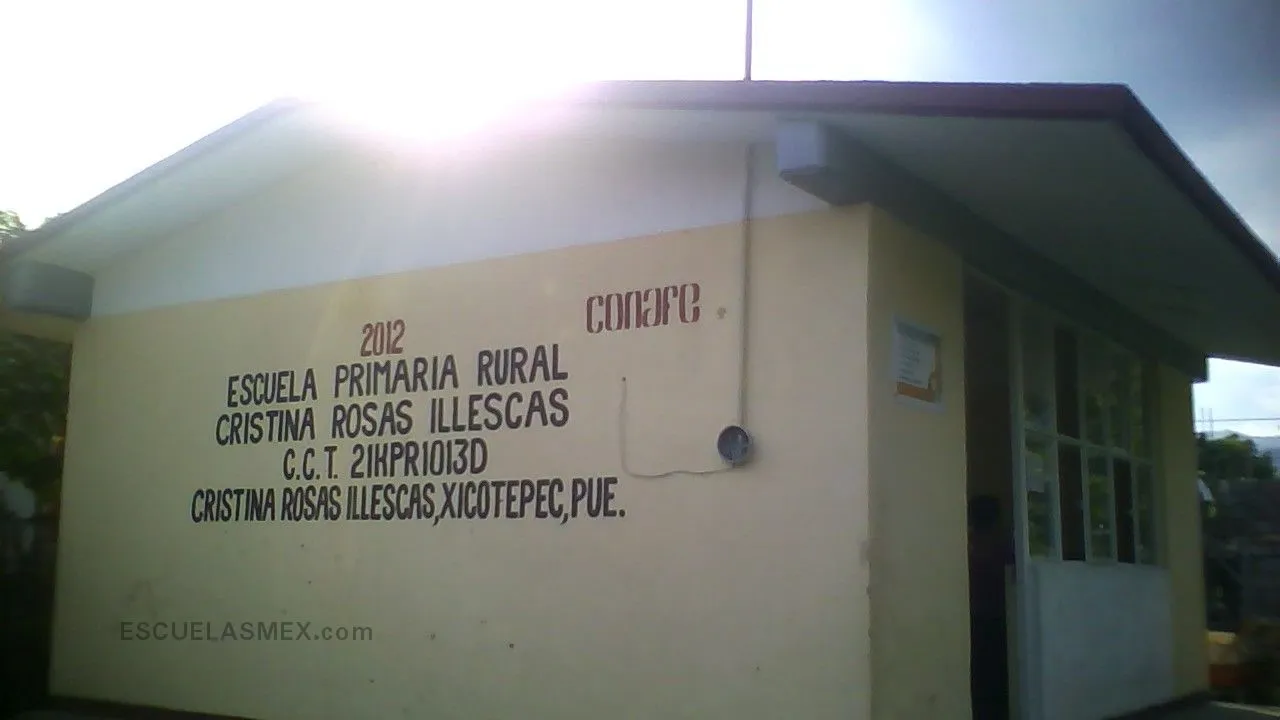 2012
conafe
ESCUELA PRIMARIA RURAL
CRISTINA ROSAS ILLESCAS
C.C.T. 21KPR1013D
CRISTINA ROSAS ILLESCAS,XICOTEPEC,PUE.
ESCUELASMEX.com